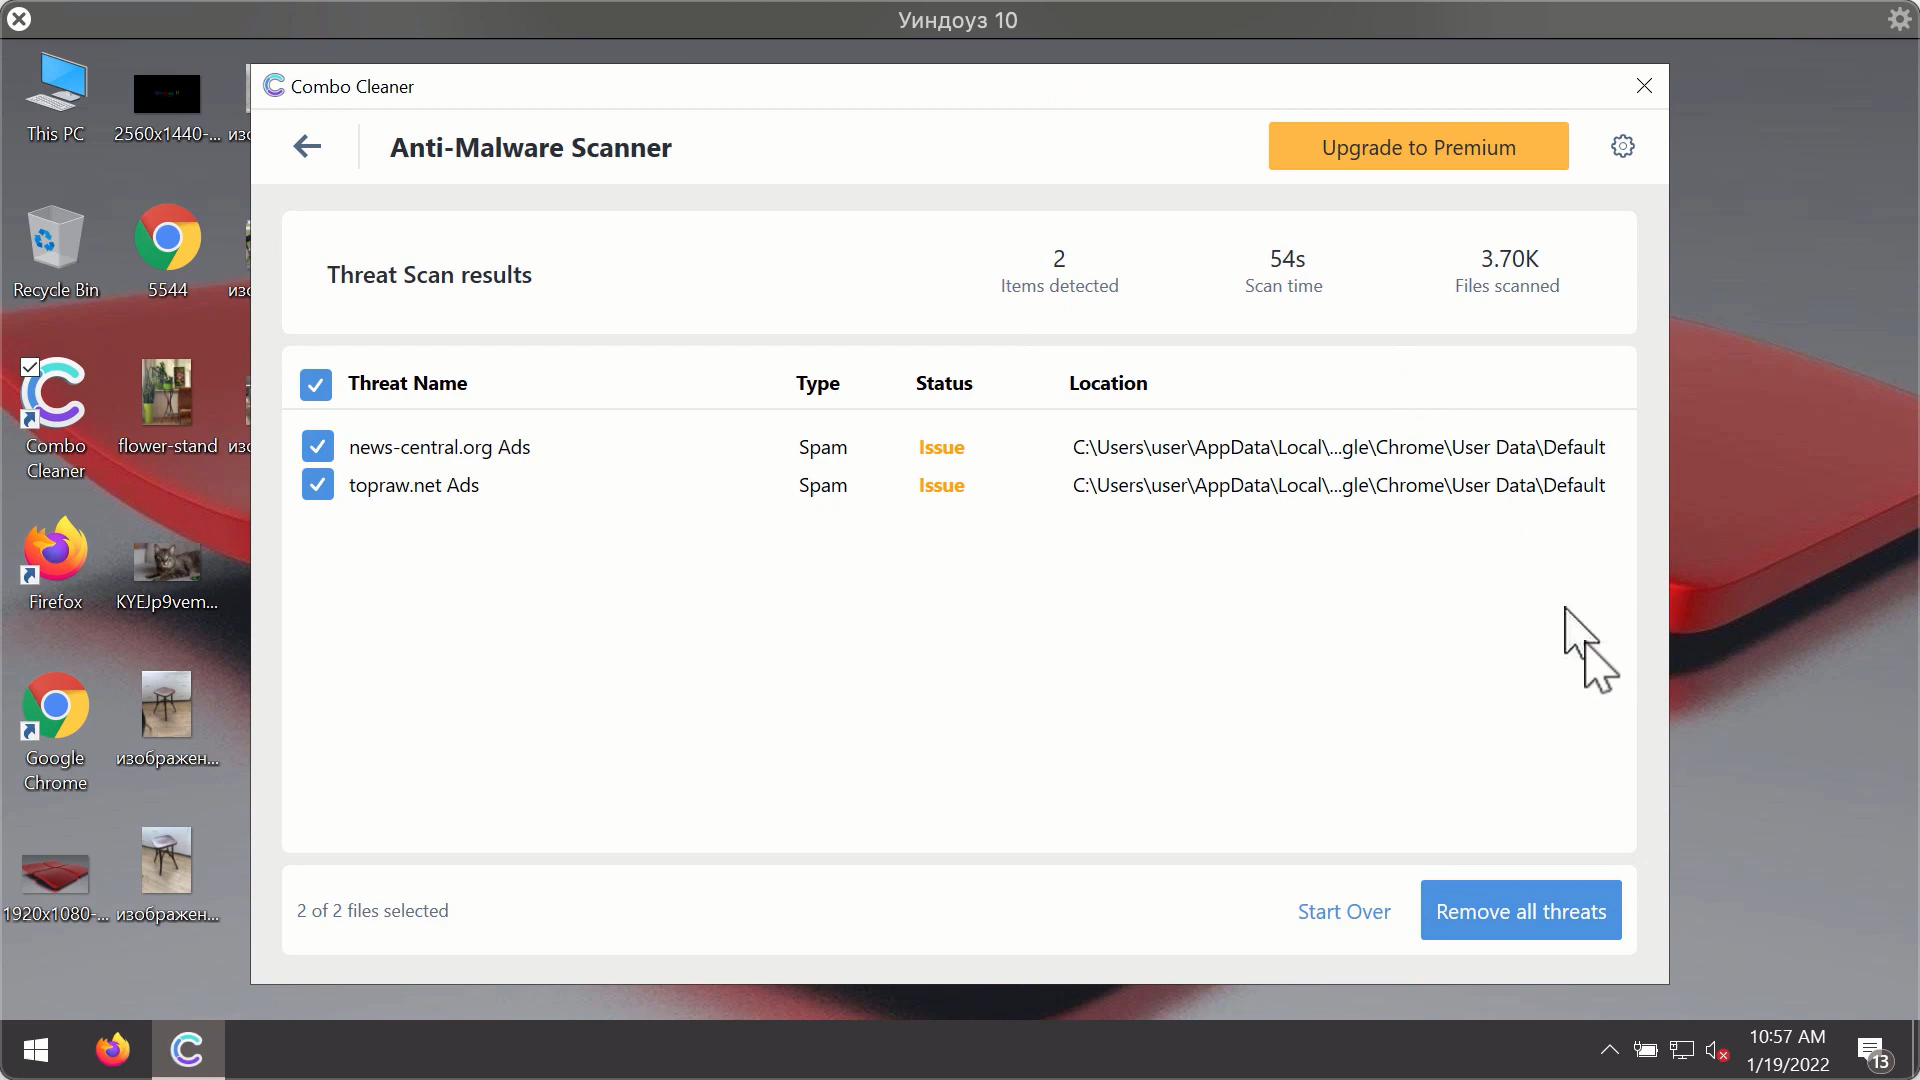 Уиндоуз 10
This PC
2560x1440-...
Recycle Bin
5544
Combo
Cleaner
flower-stand
Firefox
KYEJp9vem...
Google
Chrome
изображен...
1920x1080-...
изображен...
Combo Cleaner
Anti-Malware Scanner
Upgrade to Premium
Threat Scan results
2
Items detected
54s
Scan time
3.70K
Files scanned
Threat Name Type Status Location
news-central.org Ads Spam Issue C:\Users\user\AppData\Local\...gle\Chrome\User Data\Default
topraw.net Ads Spam Issue C:\Users\user\AppData\Local\...gle\Chrome\User Data\Default
2 of 2 files selected
Start Over
Remove all threats
10:57 AM
1/19/2022
13